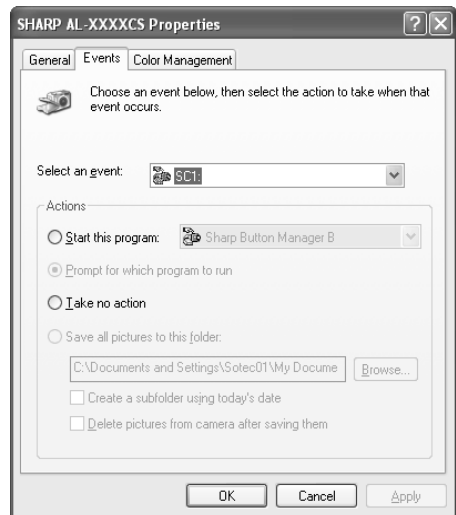 SHARP AL-XXXXCS Properties
General Events Color Management
Choose an event below, then select the action to take when that
event occurs.
Select an event: SC1:
Actions
Start this program: Sharp Button Manager B
Prompt for which program to run
Take no action
Save all pictures to this folder:
C:\Documents and Settings\Sotec01\My Docume Browse...
Create a subfolder using today's date
Delete pictures from camera after saving them
OK Cancel Apply